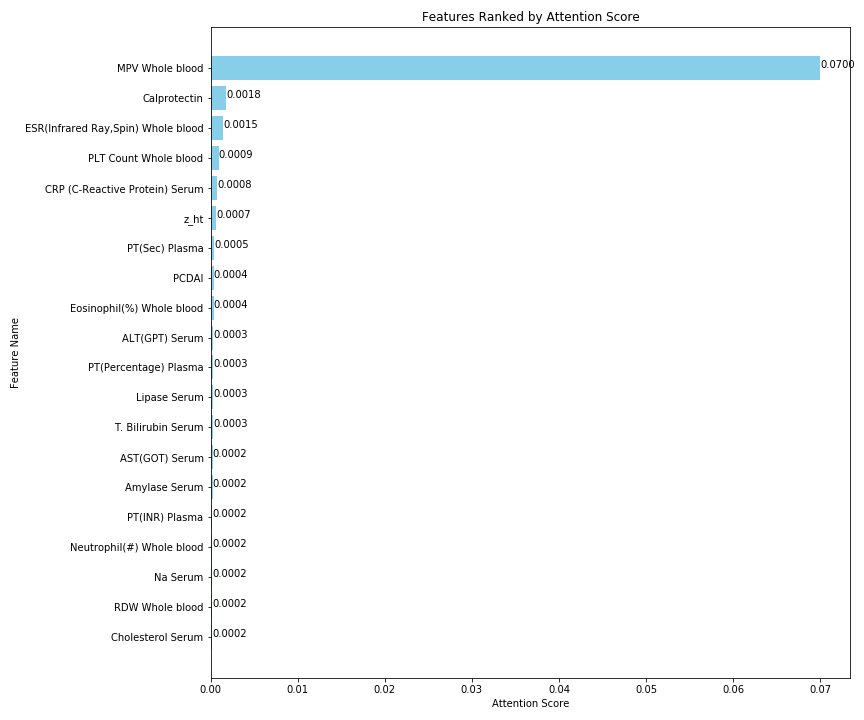 Features Ranked by Attention Score
MPV Whole blood 0.0700
Calprotectin 0.0018
ESR(Infrared Ray,Spin) Whole blood 0.0015
PLT Count Whole blood 0.0009
CRP (C-Reactive Protein) Serum 0.0008
z_ht 0.0007
PT(Sec) Plasma 0.0005
PCDAI 0.0004
Eosinophil(%) Whole blood 0.0004
ALT(GPT) Serum 0.0003
PT(Percentage) Plasma 0.0003
Lipase Serum 0.0003
T. Bilirubin Serum 0.0003
AST(GOT) Serum 0.0002
Amylase Serum 0.0002
PT(INR) Plasma 0.0002
Neutrophil(#) Whole blood 0.0002
Na Serum 0.0002
RDW Whole blood 0.0002
Cholesterol Serum 0.0002
Feature Name
0.00 0.01 0.02 0.03 0.04 0.05 0.06 0.07
Attention Score